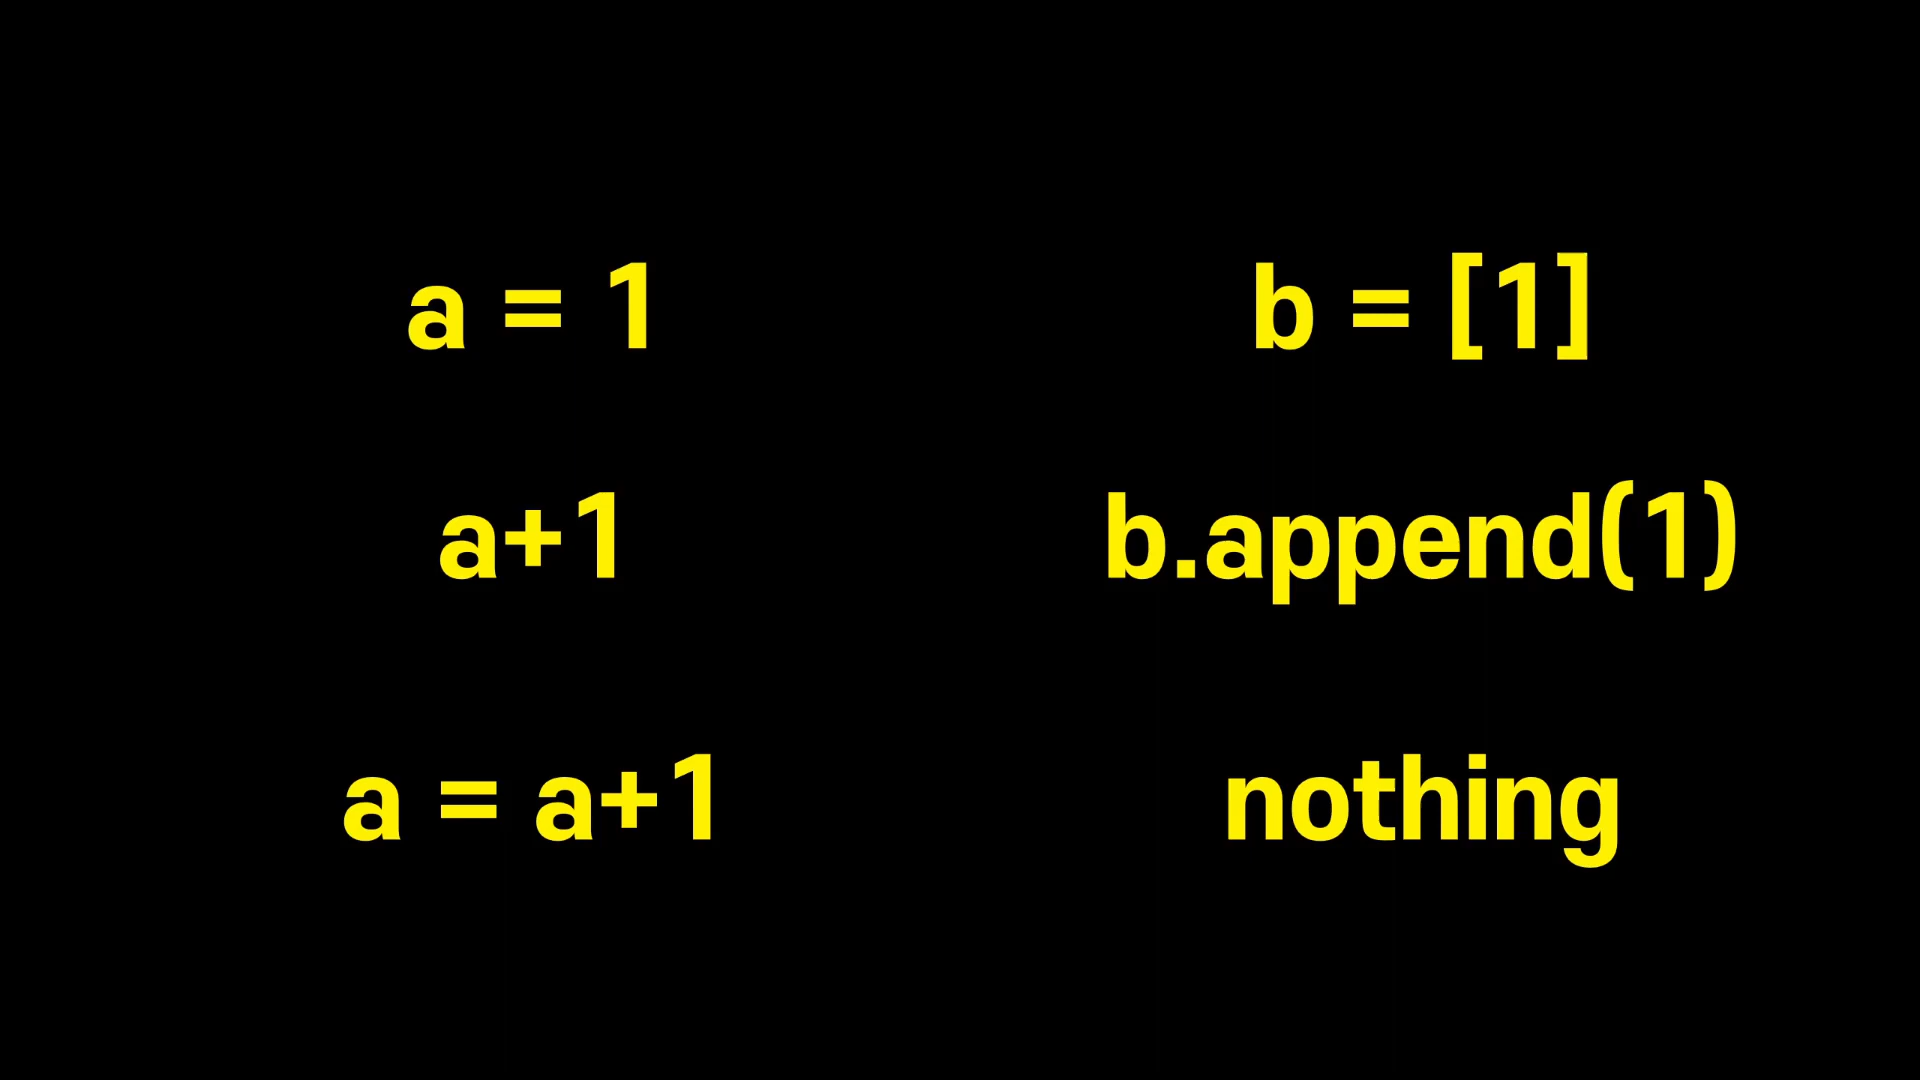 a = 1
b = [1]
a+1
b.append(1)
a = a+1
nothing